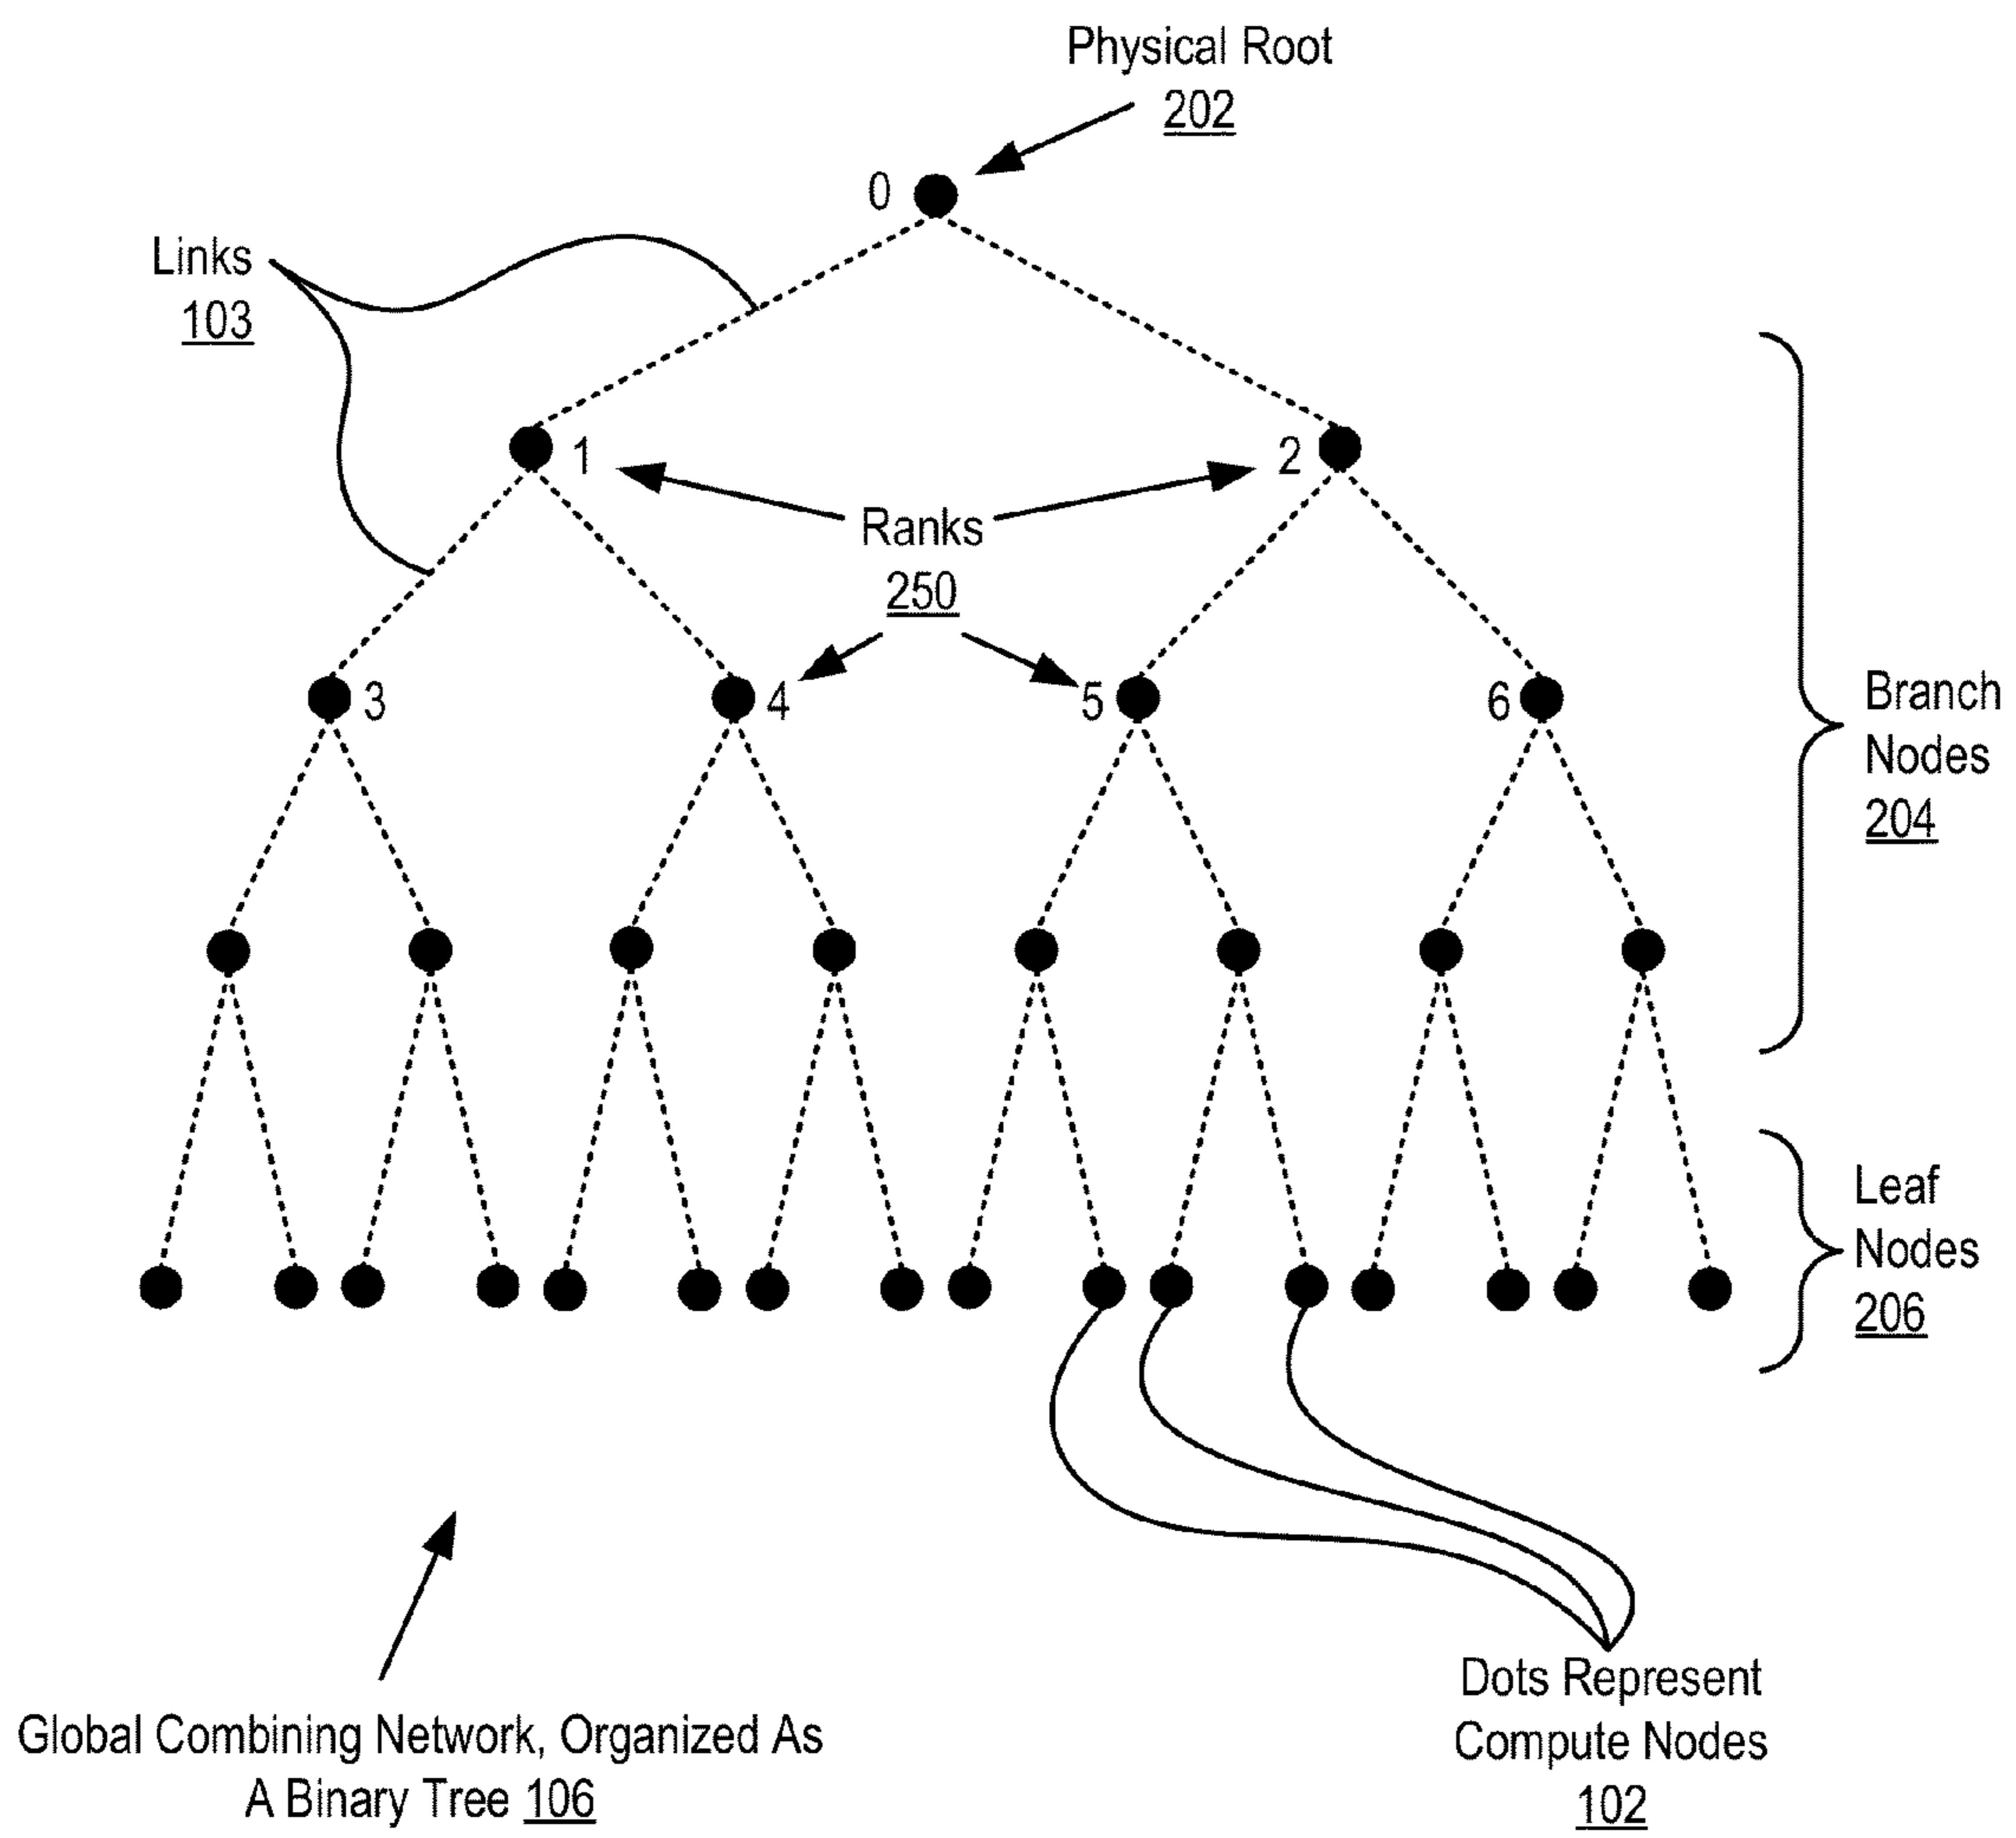 Physical Root
202
0
Links
103
1
2
Ranks
250
3
4
5
6
Branch
Nodes
204
Leaf
Nodes
206
Dots Represent
Compute Nodes
102
Global Combining Network, Organized As
A Binary Tree 106